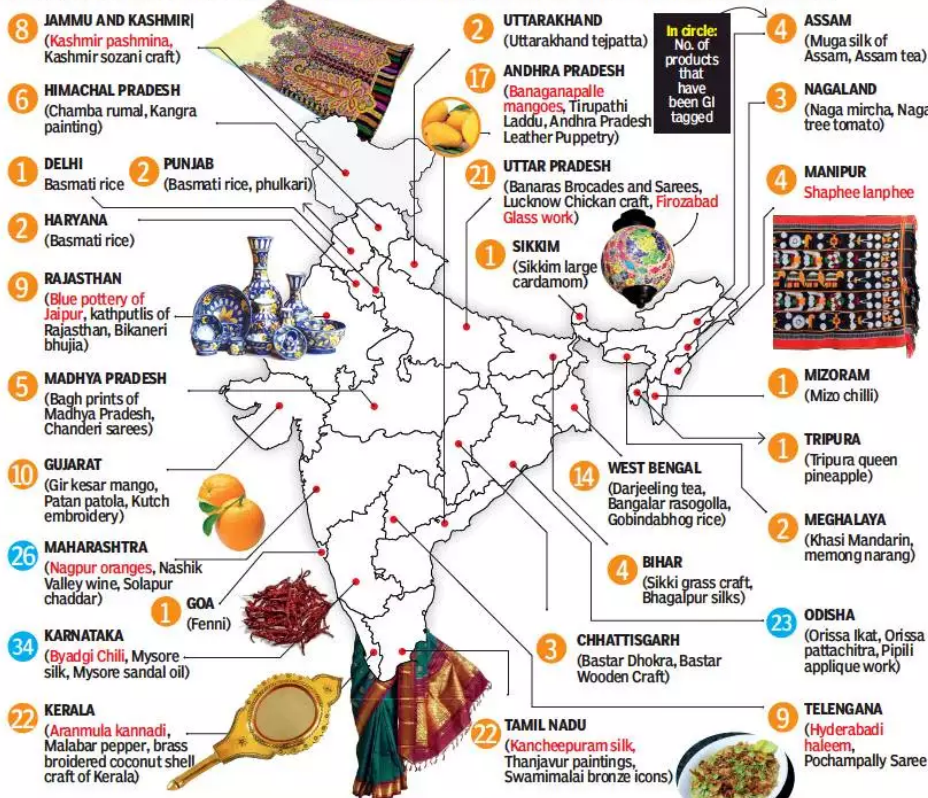 8
JAMMU AND KASHMIR|
(Kashmir pashmina,
Kashmir sozani craft)
6
HIMACHAL PRADESH
(Chamba rumal, Kangra
painting)
1
DELHI
Basmati rice
2
PUNJAB
(Basmati rice, phulkari)
2
HARYANA
(Basmati rice)
9
RAJASTHAN
(Blue pottery of
Jaipur, kathputlis of
Rajasthan, Bikaneri
bhujia)
5
MADHYA PRADESH
(Bagh prints of
Madhya Pradesh,
Chanderi sarees)
10
GUJARAT
(Gir kesar mango,
Patan patola, Kutch
embroidery)
26
MAHARASHTRA
(Nagpur oranges, Nashik
Valley wine, Solapur
chaddar)
1
GOA
(Fenni)
34
KARNATAKA
(Byadgi Chili, Mysore
silk, Mysore sandal oil)
22
KERALA
(Aranmula kannadi,
Malabar pepper, brass
broidered coconut shell
craft of Kerala)
2
UTTARAKHAND
(Uttarakhand tejpatta)
17
ANDHRA PRADESH
(Banaganapalle
mangoes, Tirupathi
Laddu, Andhra Pradesh
Leather Puppetry)
21
UTTAR PRADESH
(Banaras Brocades and Sarees,
Lucknow Chickan craft, Firozabad
Glass work)
1
SIKKIM
(Sikkim large
cardamom)
14
WEST BENGAL
(Darjeeling tea,
Bangalar rasogolla,
Gobindabhog rice)
4
BIHAR
(Sikki grass craft,
Bhagalpur silks)
3
CHHATTISGARH
(Bastar Dhokra, Bastar
Wooden Craft)
22
TAMIL NADU
(Kancheepuram silk,
Thanjavur paintings,
Swamimalai bronze icons)
In circle:
No. of
products
that
have
been GI
tagged
4
ASSAM
(Muga silk of
Assam, Assam tea)
3
NAGALAND
(Naga mircha, Naga
tree tomato)
4
MANIPUR
Shaphee lanphee
1
MIZORAM
(Mizo chilli)
1
TRIPURA
(Tripura queen
pineapple)
2
MEGHALAYA
(Khasi Mandarin,
memong narang)
23
ODISHA
(Orissa Ikat, Orissa
pattachitra, Pipili
applique work)
9
TELENGANA
(Hyderabadi
haleem,
Pochampally Saree